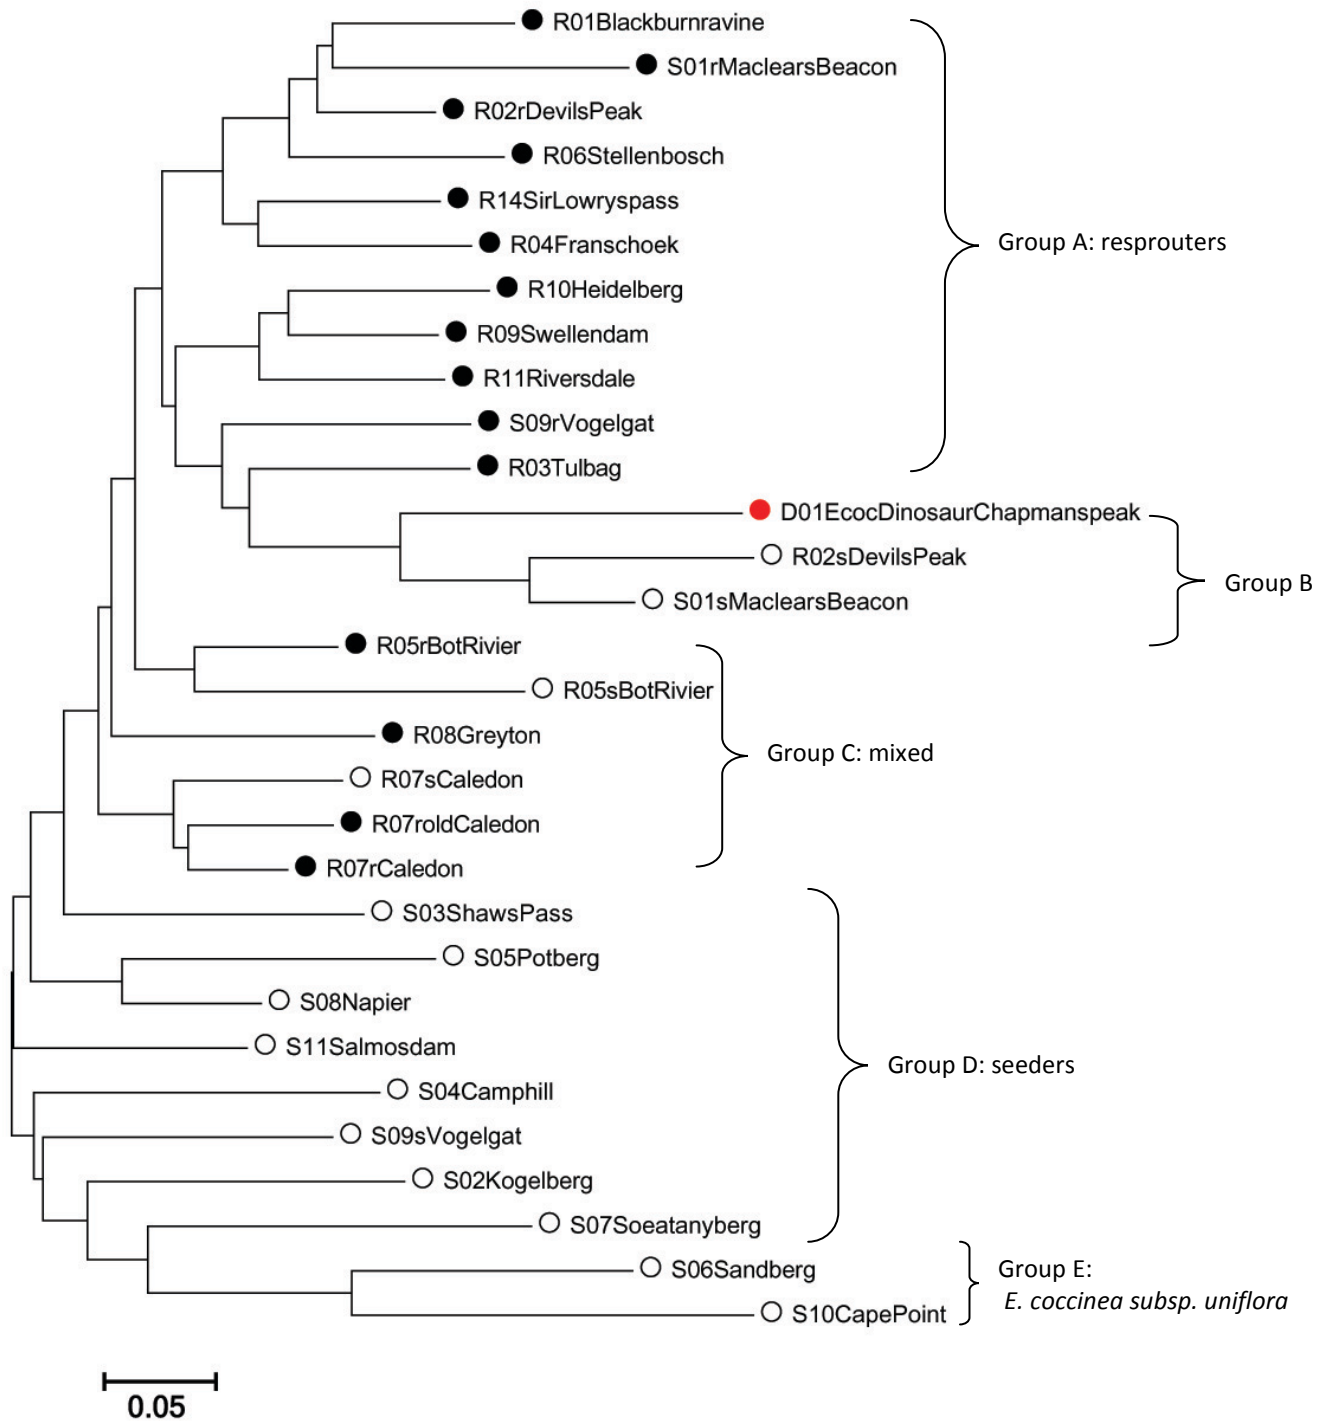 R01Blackburnravine
S01rMaclearsBeacon
R02rDevilsPeak
R06Stellenbosch
R14SirLowryspass
R04Franschoek
Group A: resprouters
R10Heidelberg
R09Swellendam
R11Riversdale
S09rVogelgat
R03Tulbag
D01EcocDinosaurChapmanspeak
R02sDevilsPeak
Group B
S01sMaclearsBeacon
R05rBotRivier
R05sBotRivier
R08Greyton
Group C: mixed
R07sCaledon
R07roldCaledon
R07rCaledon
S03ShawsPass
S05Potberg
S08Napier
S11Salmosdam
Group D: seeders
S04Camphill
S09sVogelgat
S02Kogelberg
S07Soeatanyberg
S06Sandberg
Group E:
E. coccinea subsp. uniflora
S10CapePoint
0.05